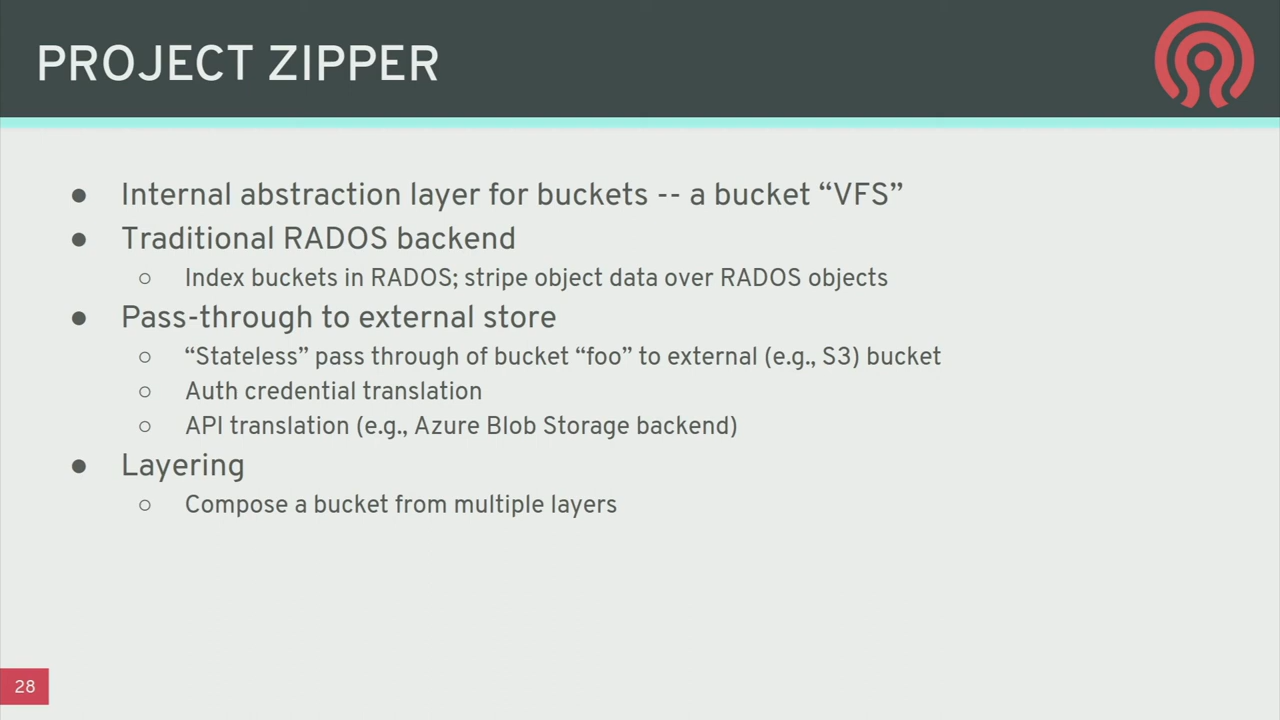 PROJECT ZIPPER
● Internal abstraction layer for buckets -- a bucket “VFS”
● Traditional RADOS backend
○ Index buckets in RADOS; stripe object data over RADOS objects
● Pass-through to external store
○ “Stateless” pass through of bucket “foo” to external (e.g., S3) bucket
○ Auth credential translation
○ API translation (e.g., Azure Blob Storage backend)
● Layering
○ Compose a bucket from multiple layers
28